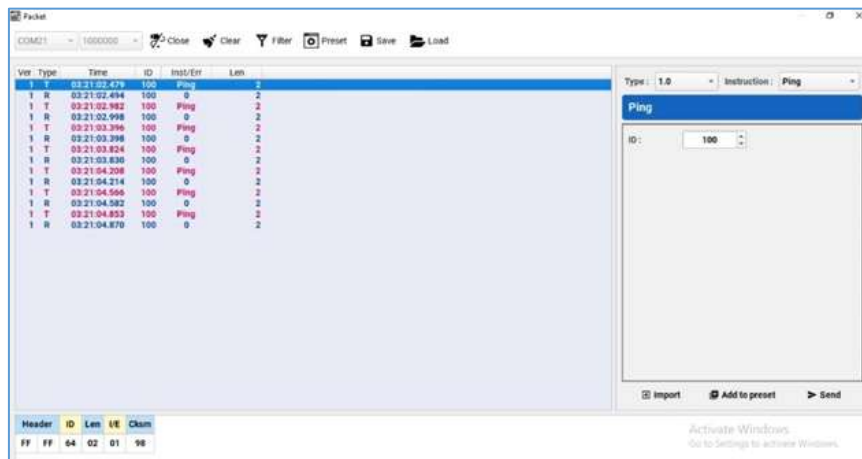 Packet
COM21 1000000 Close Clear Filter Preset Save Load
Ver Type Time ID Inst/Err Len
1 T 03:21:02.479 100 Ping 2
1 R 03:21:02.494 100 0 2
1 T 03:21:02.982 100 Ping 2
1 R 03:21:02.998 100 0 2
1 T 03:21:03.396 100 Ping 2
1 R 03:21:03.398 100 0 2
1 T 03:21:03.824 100 Ping 2
1 R 03:21:03.830 100 0 2
1 T 03:21:04.208 100 Ping 2
1 R 03:21:04.214 100 0 2
1 T 03:21:04.566 100 Ping 2
1 R 03:21:04.582 100 0 2
1 T 03:21:04.853 100 Ping 2
1 R 03:21:04.870 100 0 2
Type : 1.0 Instruction : Ping
Ping
ID : 100
Import Add to preset Send
Header ID Len I/E Cksm
FF FF 64 02 01 98
Activate Windows
Go to Settings to activate Windows.